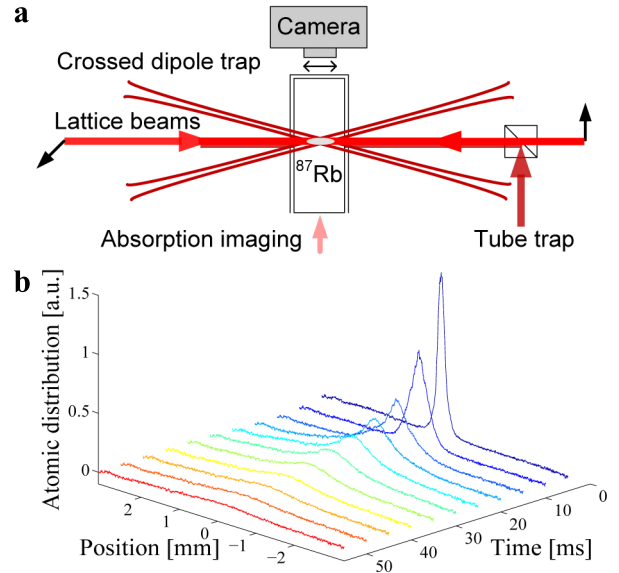 a
Camera
Crossed dipole trap
Lattice beams
87Rb
Absorption imaging
Tube trap
b
Atomic distribution [a.u.]
1.5
1
0.5
0
2
1
0
−1
−2
Position [mm]
50
40
30
20
10
0
Time [ms]